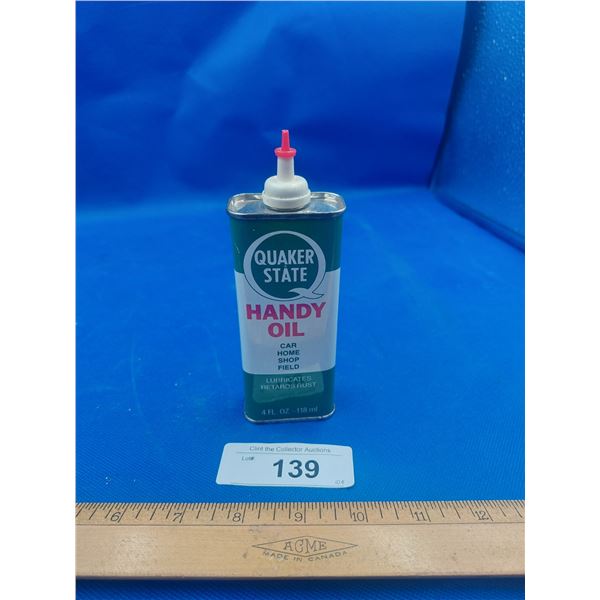 QUAKER
STATE
HANDY
OIL
CAR
HOME
SHOP
FIELD
LUBRICATES
RETARDS RUST
4 FL. OZ. - 118 ml
Clint the Collector Auctions
Lot#
139
6 7 8 9 10 11 12
ACME
MADE IN CANADA